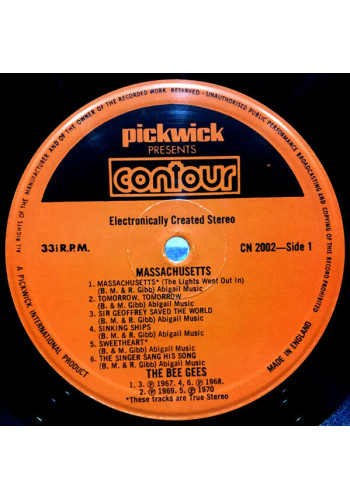 ALL RIGHTS OF THE MANUFACTURER AND OF THE OWNER OF THE RECORDED WORK RESERVED — UNAUTHORISED PUBLIC PERFORMANCE BROADCASTING AND COPYING OF THIS RECORD PROHIBITED
pickwick
PRESENTS
contour
Electronically Created Stereo
33⅓ R.P.M.
CN 2002—Side 1
MASSACHUSETTS
1. MASSACHUSETTS* (The Lights Went Out in)
(B. M. & R. Gibb) Abigail Music
2. TOMORROW, TOMORROW
(B. & M. Gibb) Abigail Music
3. SIR GEOFFREY SAVED THE WORLD
(B. M. & R. Gibb) Abigail Music
4. SINKING SHIPS
(B. M. & R. Gibb) Abigail Music
5. SWEETHEART*
(B. & M. Gibb) Abigail Music
6. THE SINGER SANG HIS SONG
(B. M. & R. Gibb) Abigail Music
THE BEE GEES
1, 3. ℗ 1967. 4, 6. ℗ 1968.
2. ℗ 1969. 5. ℗ 1970
*These tracks are True Stereo
A PICKWICK INTERNATIONAL PRODUCT
MADE IN ENGLAND